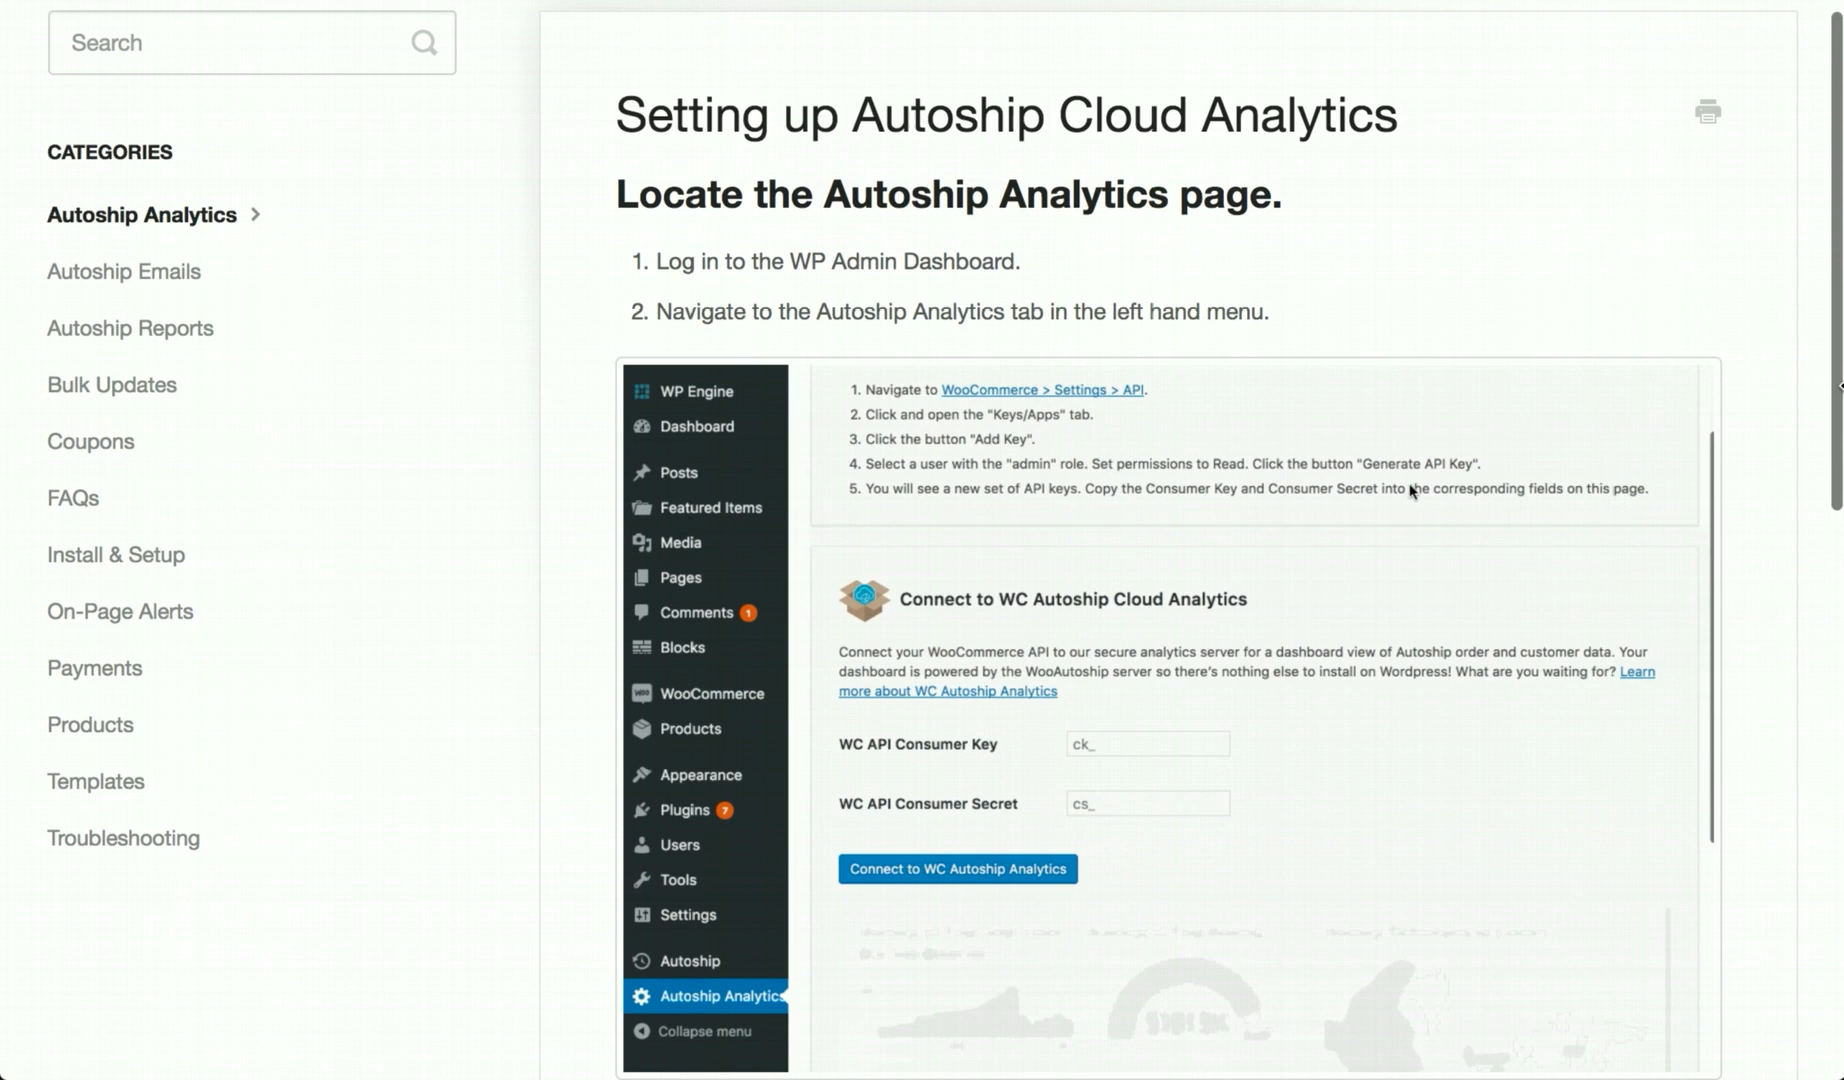 Search
CATEGORIES
Autoship Analytics
Autoship Emails
Autoship Reports
Bulk Updates
Coupons
FAQs
Install & Setup
On-Page Alerts
Payments
Products
Templates
Troubleshooting
Setting up Autoship Cloud Analytics
Locate the Autoship Analytics page.
1. Log in to the WP Admin Dashboard.
2. Navigate to the Autoship Analytics tab in the left hand menu.
WP Engine
Dashboard
Posts
Featured Items
Media
Pages
Comments 1
Blocks
WooCommerce
Products
Appearance
Plugins 7
Users
Tools
Settings
Autoship
Autoship Analytics
Collapse menu
1. Navigate to WooCommerce > Settings > API.
2. Click and open the "Keys/Apps" tab.
3. Click the button "Add Key".
4. Select a user with the "admin" role. Set permissions to Read. Click the button "Generate API Key".
5. You will see a new set of API keys. Copy the Consumer Key and Consumer Secret into the corresponding fields on this page.
Connect to WC Autoship Cloud Analytics
Connect your WooCommerce API to our secure analytics server for a dashboard view of Autoship order and customer data. Your
dashboard is powered by the WooAutoship server so there's nothing else to install on Wordpress! What are you waiting for? Learn
more about WC Autoship Analytics
WC API Consumer Key
ck_
WC API Consumer Secret
cs_
Connect to WC Autoship Analytics